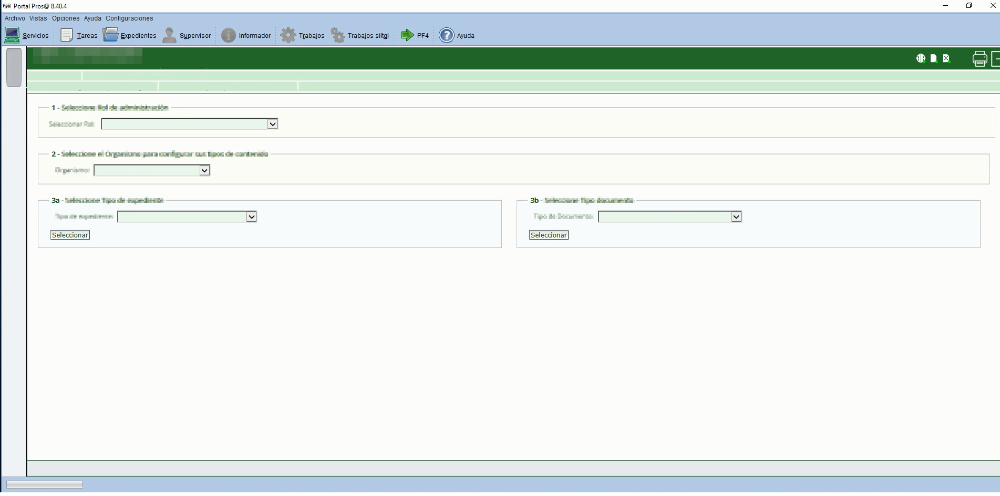 Portal Pros@ 8.40.4
Archivo Vistas Opciones Ayuda Configuraciones
Servicios Tareas Expedientes Supervisor Informador Trabajos Trabajos siltgi PF4 Ayuda
1 - Seleccione Rol de administración
Seleccionar Rol:
2 - Seleccione el Organismo para configurar sus tipos de contenido
Organismo:
3a - Seleccione Tipo de expediente
Tipo de expediente:
Seleccionar
3b - Seleccione Tipo documento
Tipo de Documento:
Seleccionar